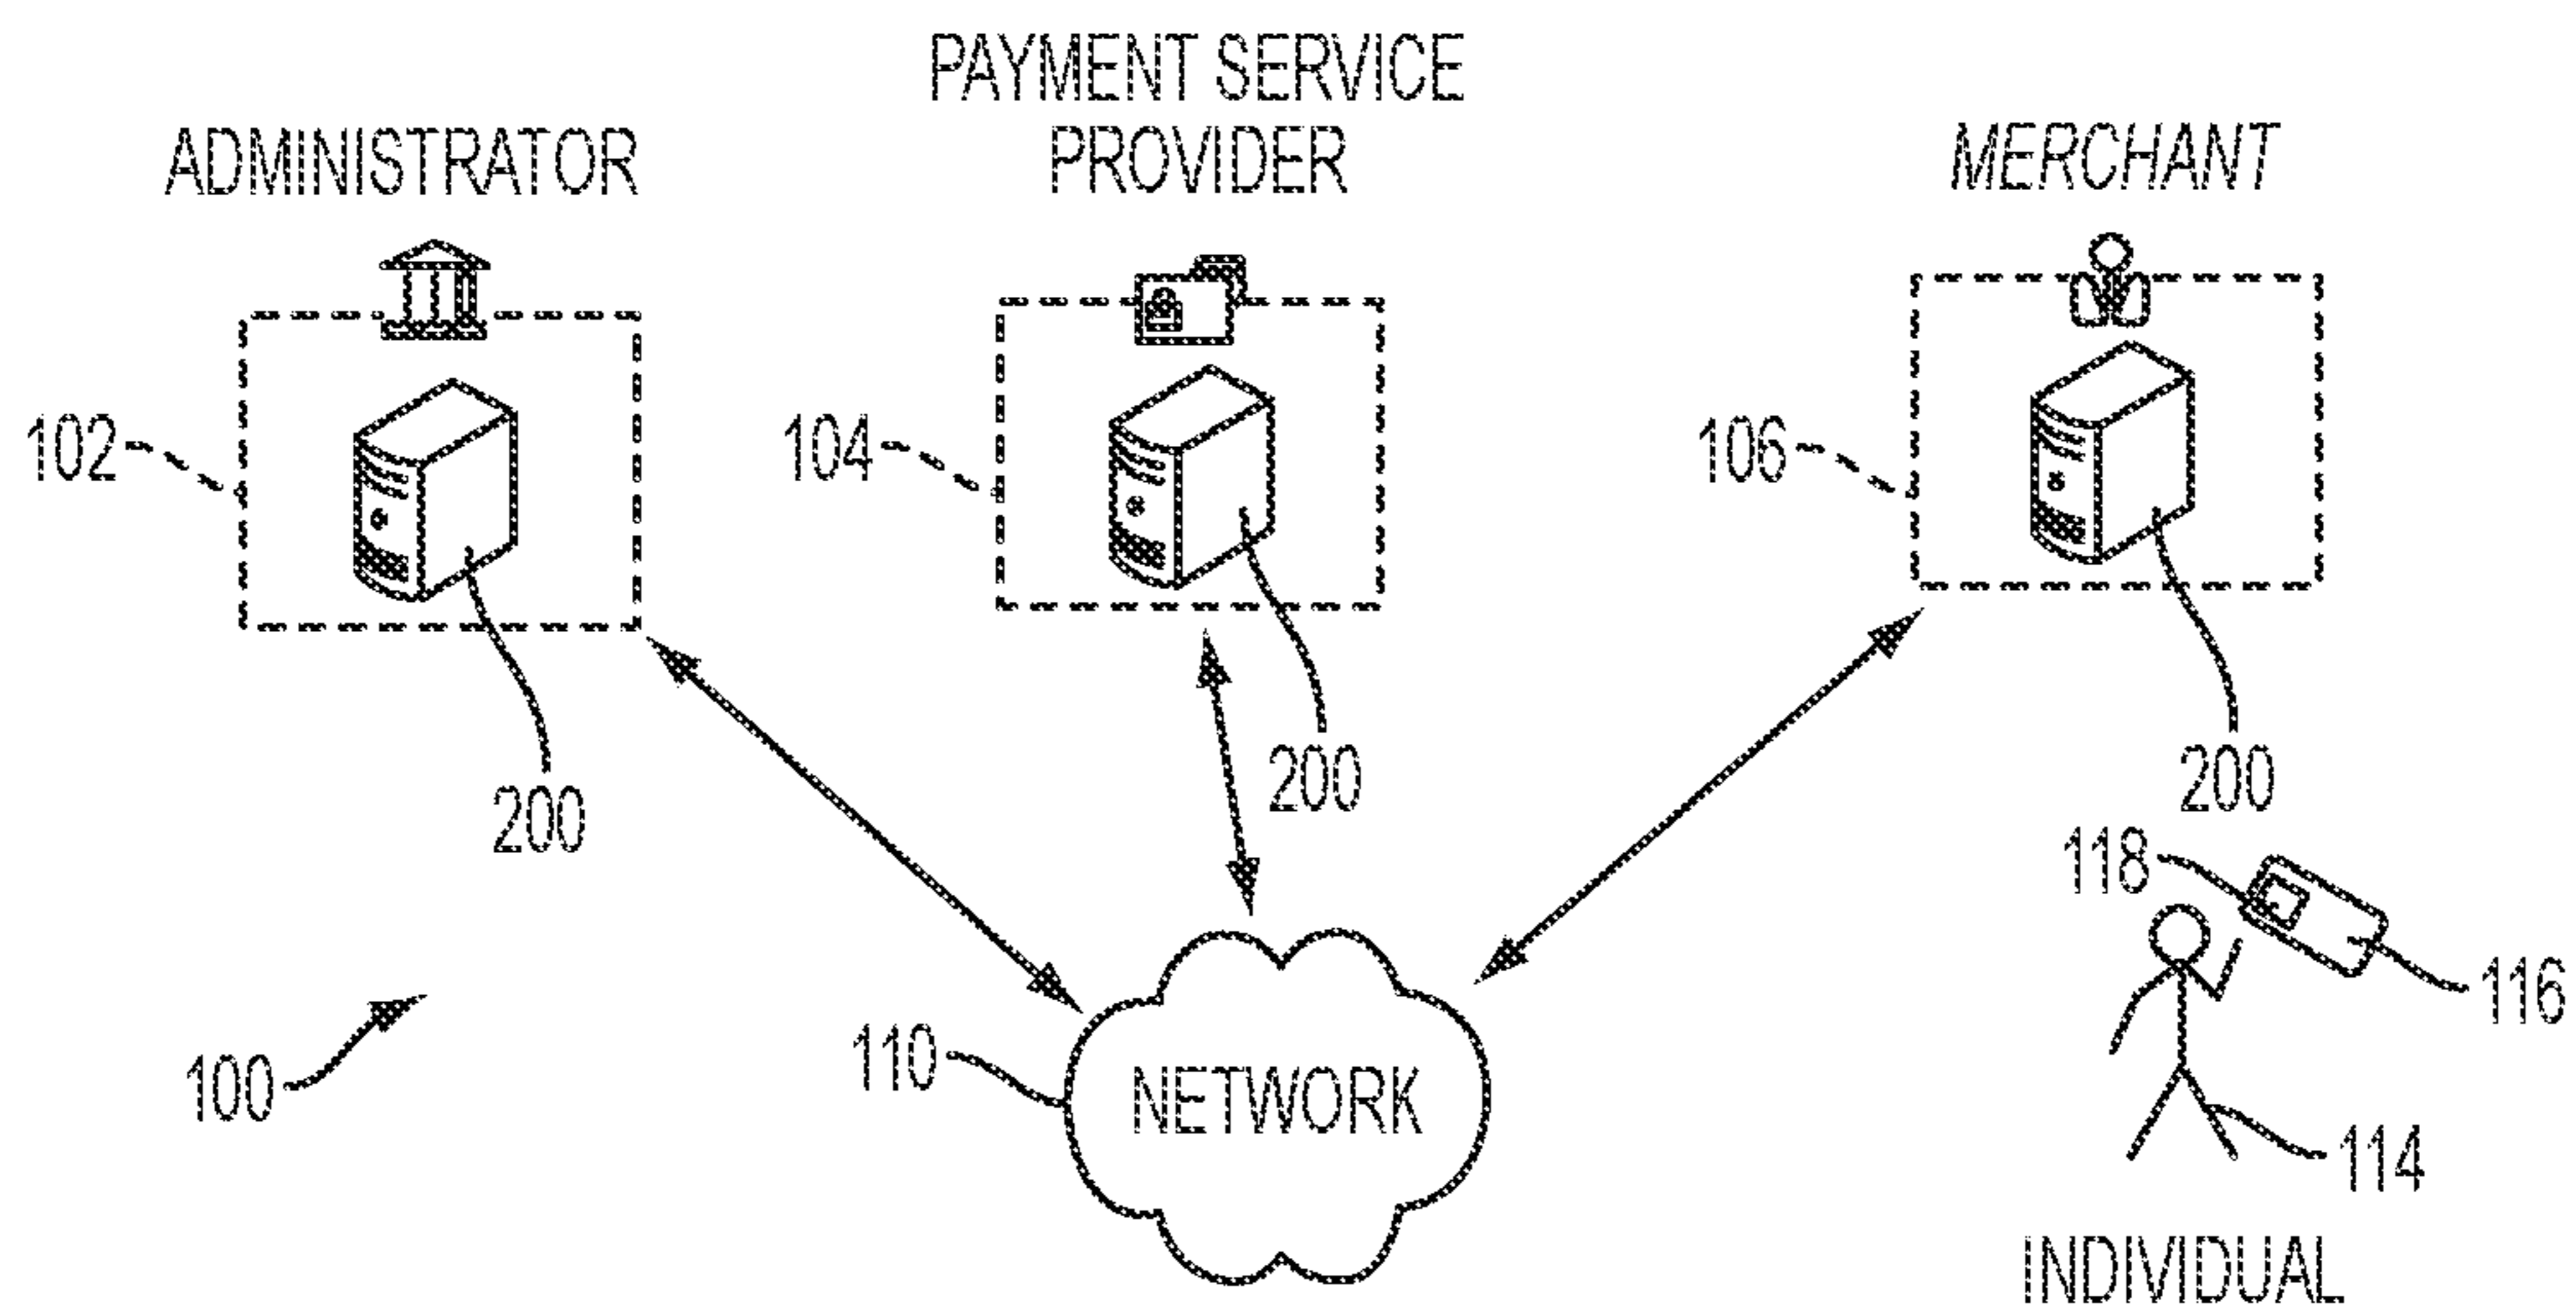 PAYMENT SERVICE
PROVIDER
ADMINISTRATOR
MERCHANT
102
104
106
200
200
200
118
116
110
NETWORK
100
114
INDIVIDUAL